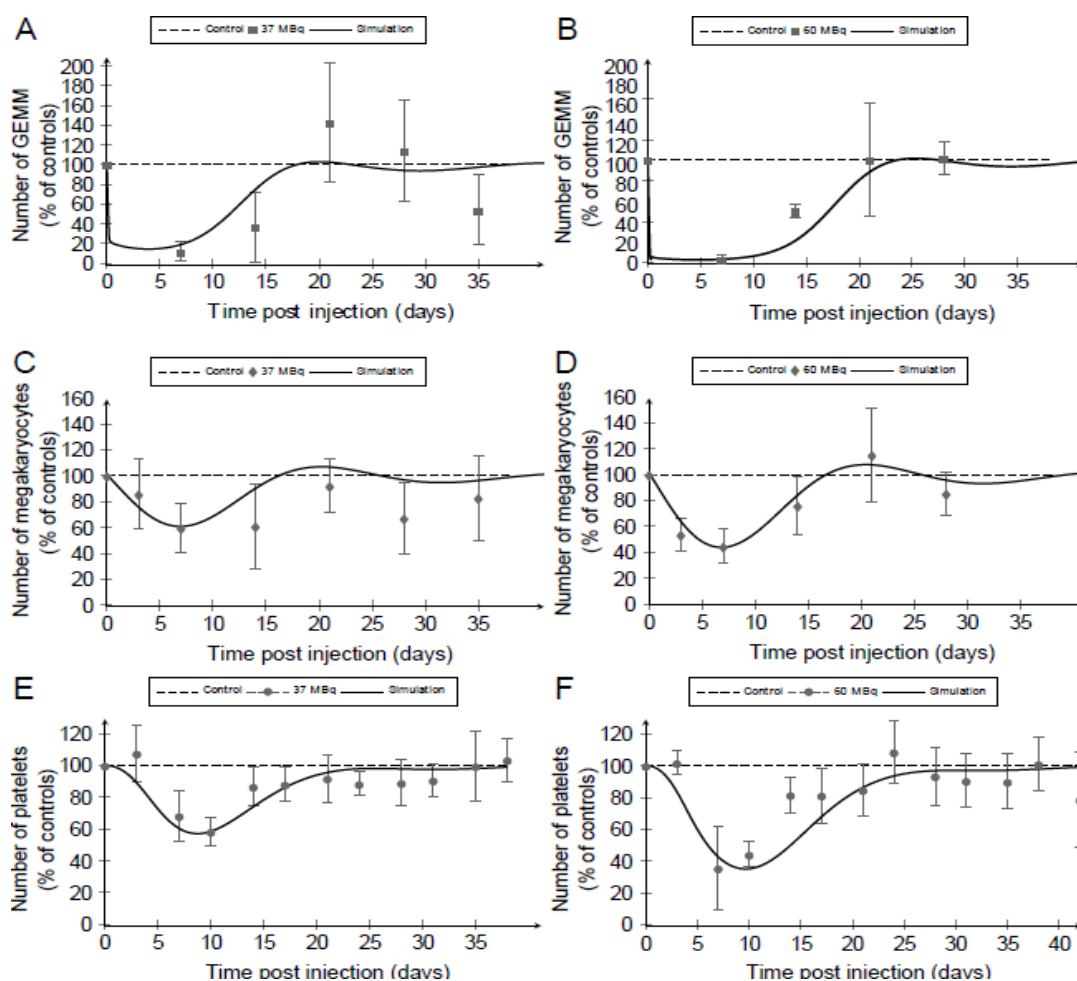 A
Control 37 MBq Simulation
Number of GEMM
(% of controls)
200
180
160
140
120
100
80
60
40
20
0
0 5 10 15 20 25 30 35
Time post injection (days)
B
Control 60 MBq Simulation
Number of GEMM
(% of controls)
200
180
160
140
120
100
80
60
40
20
0
0 5 10 15 20 25 30 35
Time post injection (days)
C
Control 37 MBq Simulation
Number of megakaryocytes
(% of controls)
160
140
120
100
80
60
40
20
0
0 5 10 15 20 25 30 35
Time post injection (days)
D
Control 60 MBq Simulation
Number of megakaryocytes
(% of controls)
160
140
120
100
80
60
40
20
0
0 5 10 15 20 25 30 35
Time post injection (days)
E
Control 37 MBq Simulation
Number of platelets
(% of controls)
120
100
80
60
40
20
0
0 5 10 15 20 25 30 35
Time post injection (days)
F
Control 60 MBq Simulation
Number of platelets
(% of controls)
120
100
80
60
40
20
0
0 5 10 15 20 25 30 35 40
Time post injection (days)